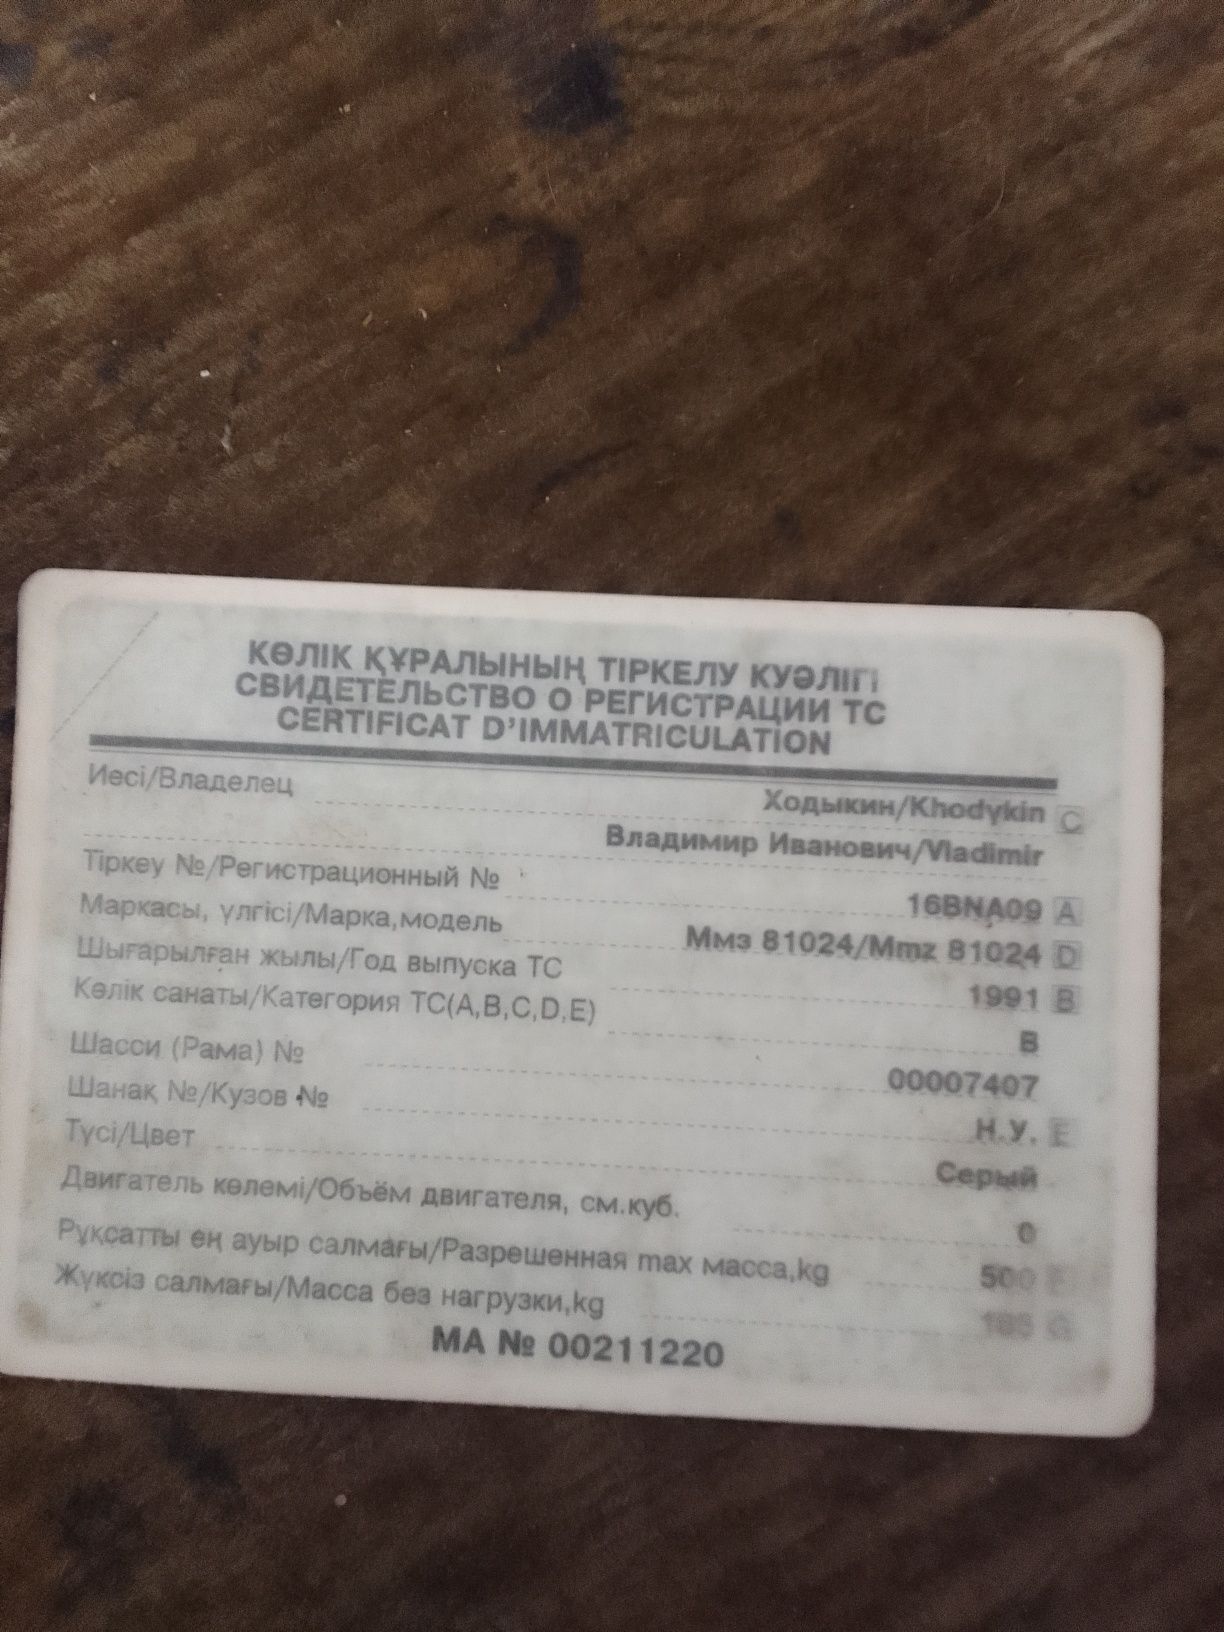 КӨЛІК ҚҰРАЛЫНЫҢ ТІРКЕЛУ КУӘЛІГІ
СВИДЕТЕЛЬСТВО О РЕГИСТРАЦИИ ТС
CERTIFICAT D'IMMATRICULATION
Иесі/Владелец Ходыкин/Khodykin C
Владимир Иванович/Vladimir
Тіркеу №/Регистрационный № 16BNA09 A
Маркасы, үлгісі/Марка,модель Ммз 81024/Mmz 81024 D
Шығарылған жылы/Год выпуска ТС 1991 B
Көлік санаты/Категория ТС(A,B,C,D,E) B
Шасси (Рама) № 00007407
Шанақ №/Кузов № Н.У. E
Түсі/Цвет Серый
Двигатель көлемі/Объём двигателя, см.куб. 0
Рұқсатты ең ауыр салмағы/Разрешенная max масса,kg 500 F
Жүксіз салмағы/Масса без нагрузки,kg G
MA № 00211220